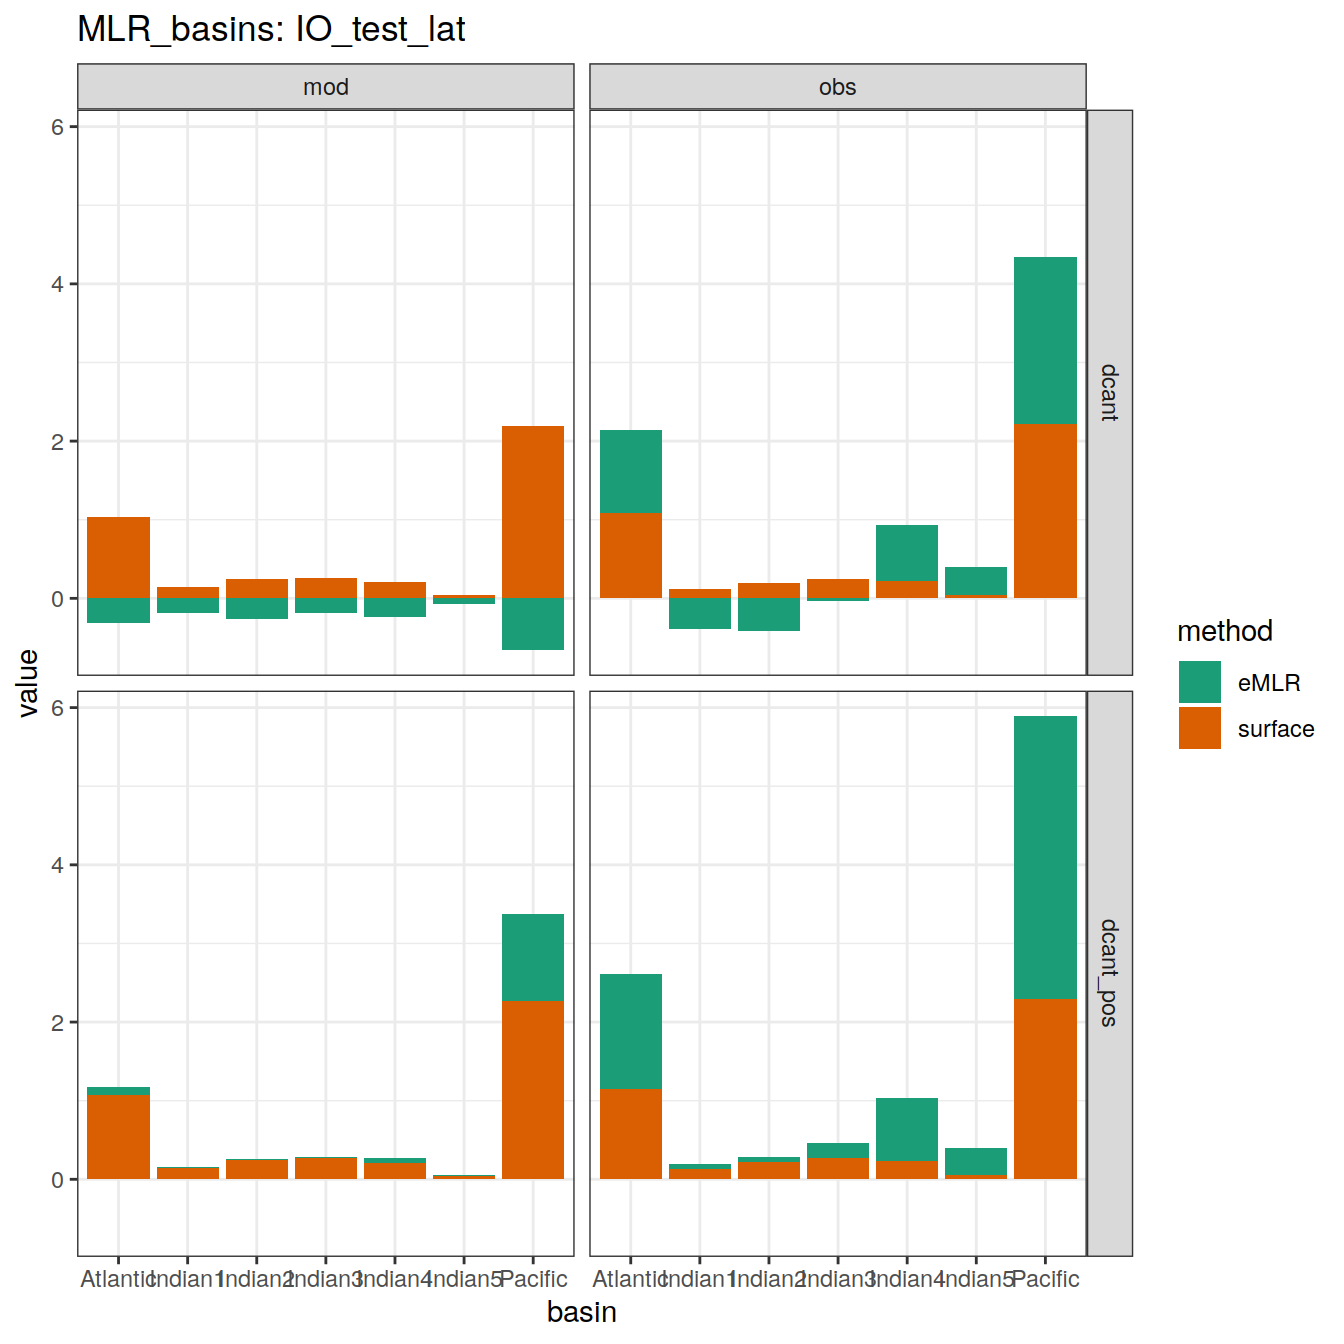 MLR_basins: IO_test_lat
mod
obs
6
4
2
0
dcant
6
4
2
0
dcant_pos
value
Atlantic Indian1 Indian2 Indian3 Indian4 Indian5 Pacific
Atlantic Indian1 Indian2 Indian3 Indian4 Indian5 Pacific
basin
method
eMLR
surface